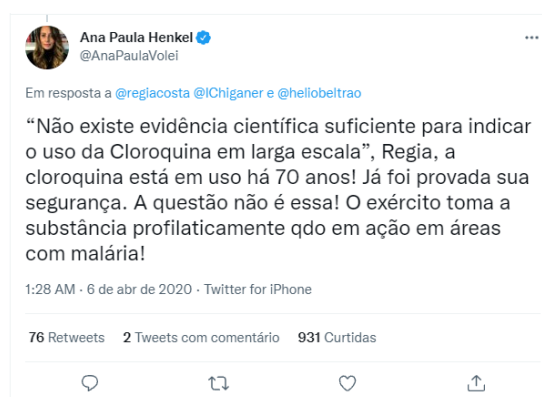 Ana Paula Henkel
@AnaPaulaVolei
Em resposta a @regiacosta @IChiganer e @heliobeltrao
“Não existe evidência científica suficiente para indicar
o uso da Cloroquina em larga escala”, Regia, a
cloroquina está em uso há 70 anos! Já foi provada sua
segurança. A questão não é essa! O exército toma a
substância profilaticamente qdo em ação em áreas
com malária!
1:28 AM · 6 de abr de 2020 · Twitter for iPhone
76 Retweets 2 Tweets com comentário 931 Curtidas